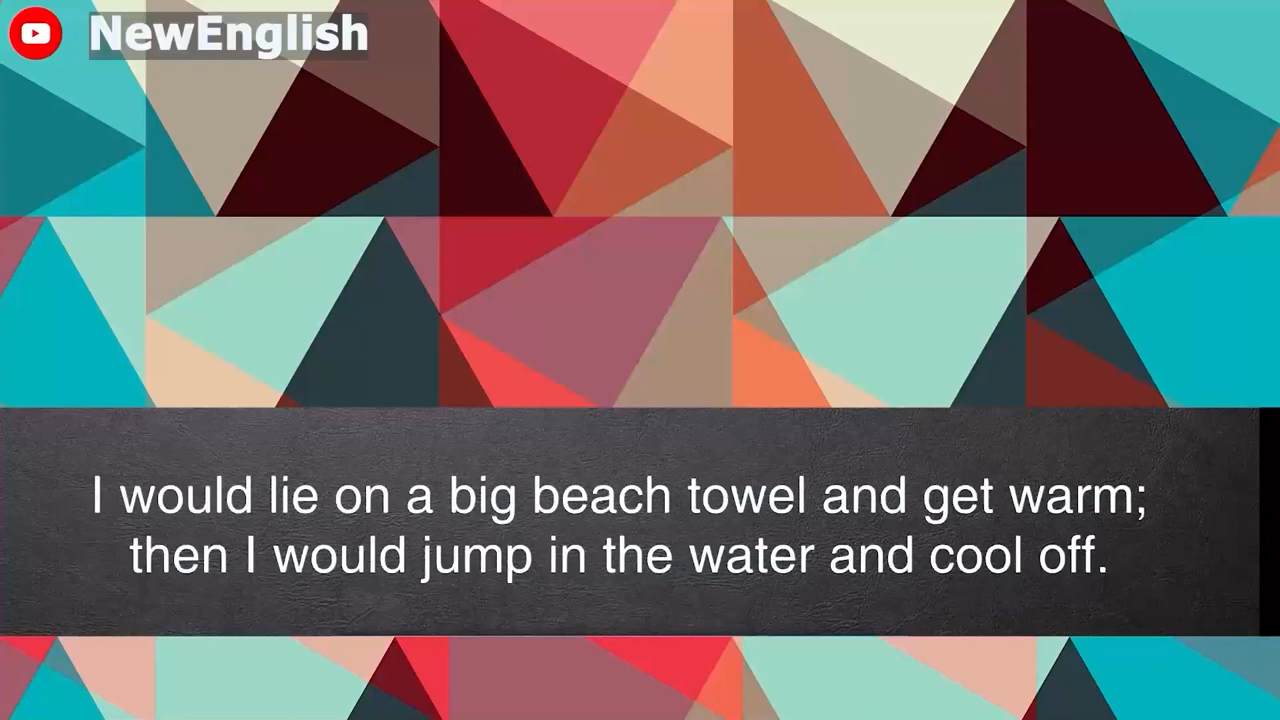 NewEnglish
I would lie on a big beach towel and get warm;
then I would jump in the water and cool off.